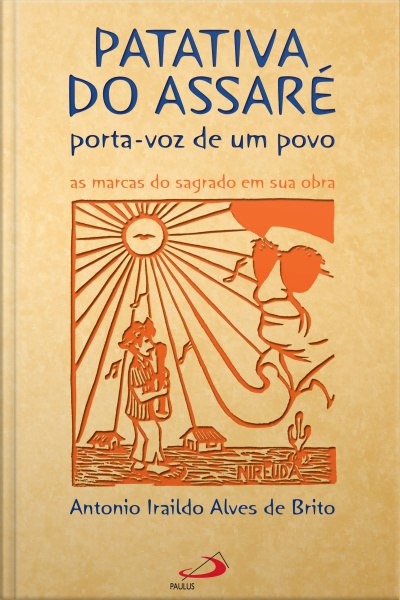 PATATIVA
DO ASSARÉ
porta-voz de um povo
as marcas do sagrado em sua obra
NIREUDA
Antonio Iraildo Alves de Brito
PAULUS